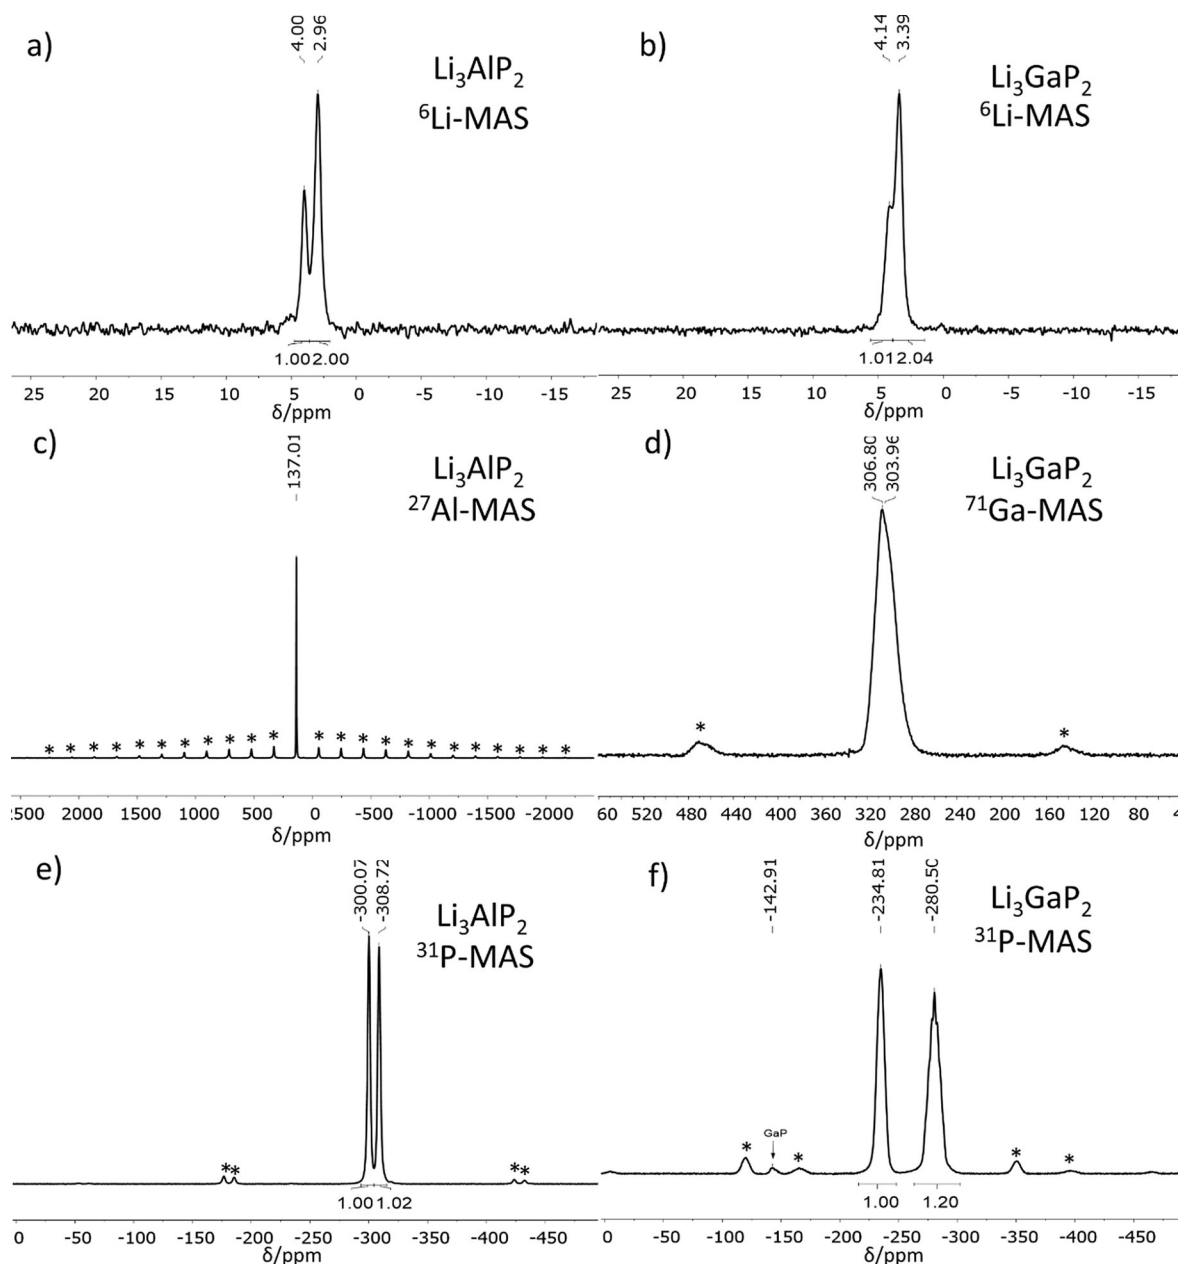 a)
4.00
2.96
Li₃AlP₂
⁶Li-MAS
1.00 2.00
25 20 15 10 5 0 -5 -10 -15
δ/ppm
b)
4.14
3.39
Li₃GaP₂
⁶Li-MAS
1.01 2.04
25 20 15 10 5 0 -5 -10 -15
δ/ppm
c)
137.01
Li₃AlP₂
²⁷Al-MAS
* * * * * * * * * * * * * * * * * * * * * *
2500 2000 1500 1000 500 0 -500 -1000 -1500 -2000
δ/ppm
d)
306.80
303.96
Li₃GaP₂
⁷¹Ga-MAS
* *
60 520 480 440 400 360 320 280 240 200 160 120 80 4
δ/ppm
e)
-300.07
-308.72
Li₃AlP₂
³¹P-MAS
** **
1.00 1.02
0 -50 -100 -150 -200 -250 -300 -350 -400 -450
δ/ppm
f)
-142.91
-234.81
-280.50
Li₃GaP₂
³¹P-MAS
GaP
* * * *
1.00 1.20
0 -50 -100 -150 -200 -250 -300 -350 -400 -450
δ/ppm